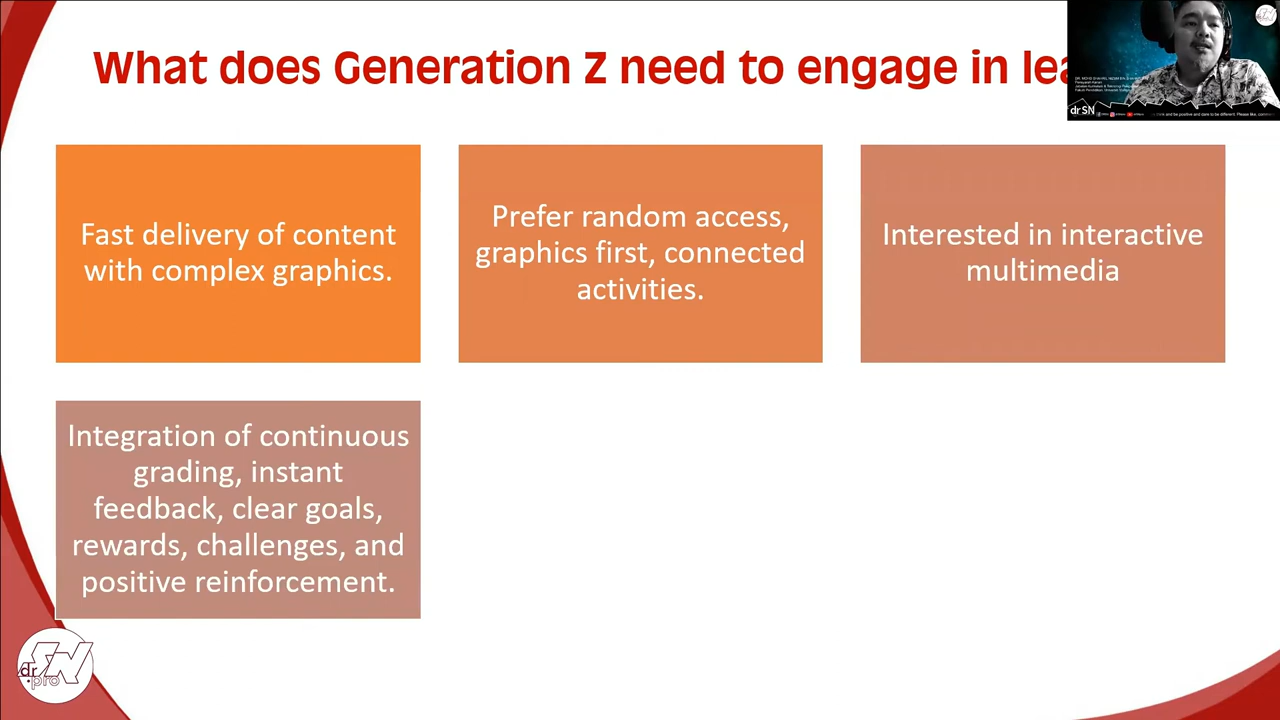 What does Generation Z need to engage in lea
Fast delivery of content
with complex graphics.
Prefer random access,
graphics first, connected
activities.
Interested in interactive
multimedia
Integration of continuous
grading, instant
feedback, clear goals,
rewards, challenges, and
positive reinforcement.
dr SN
dr
SN
.pro